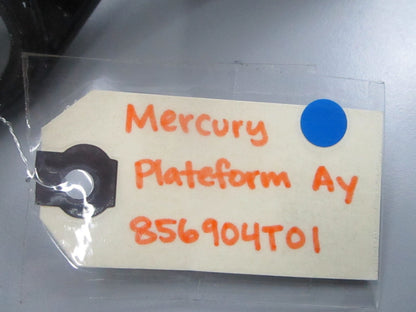 Mercury
Plateform Ay
856904T01